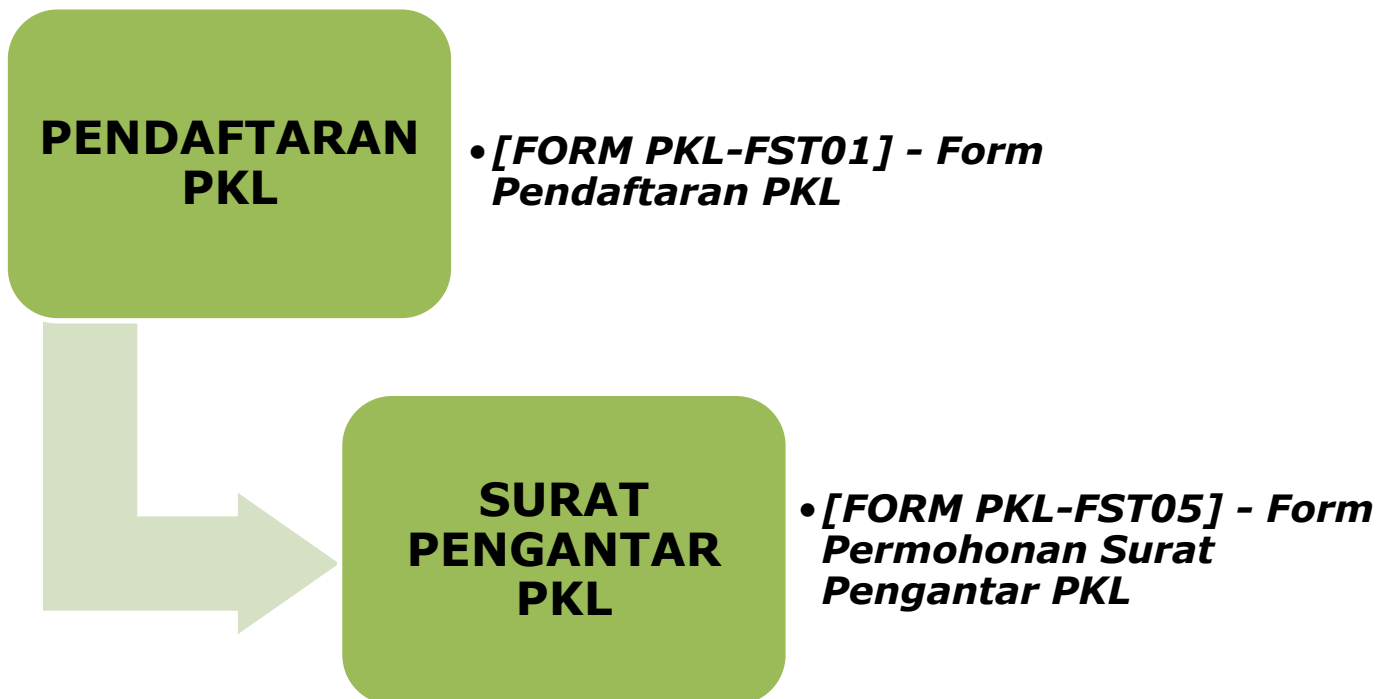 PENDAFTARAN
PKL
•[FORM PKL-FST01] - Form
Pendaftaran PKL
SURAT
PENGANTAR
PKL
•[FORM PKL-FST05] - Form
Permohonan Surat
Pengantar PKL